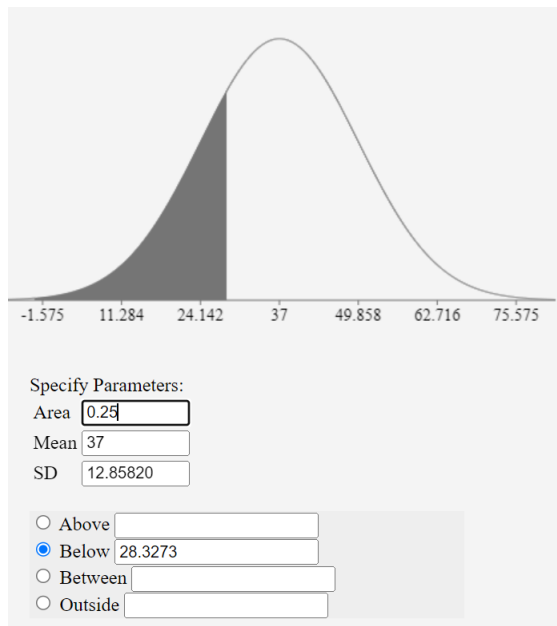 -1.575 11.284 24.142 37 49.858 62.716 75.575
Specify Parameters:
Area 0.25
Mean 37
SD 12.85820
Above
Below 28.3273
Between
Outside